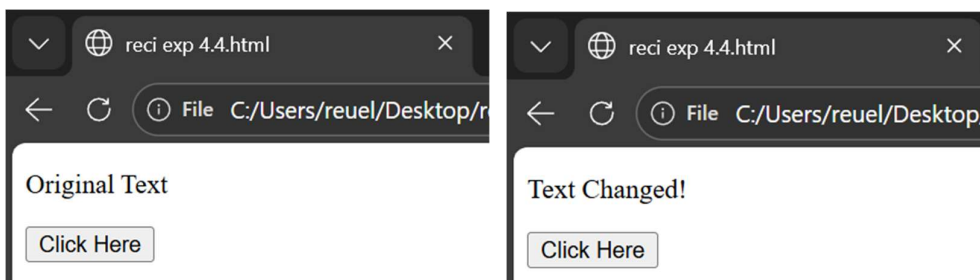 reci exp 4.4.html
File C:/Users/reuel/Desktop/r
Original Text
Click Here
reci exp 4.4.html
File C:/Users/reuel/Desktop/
Text Changed!
Click Here